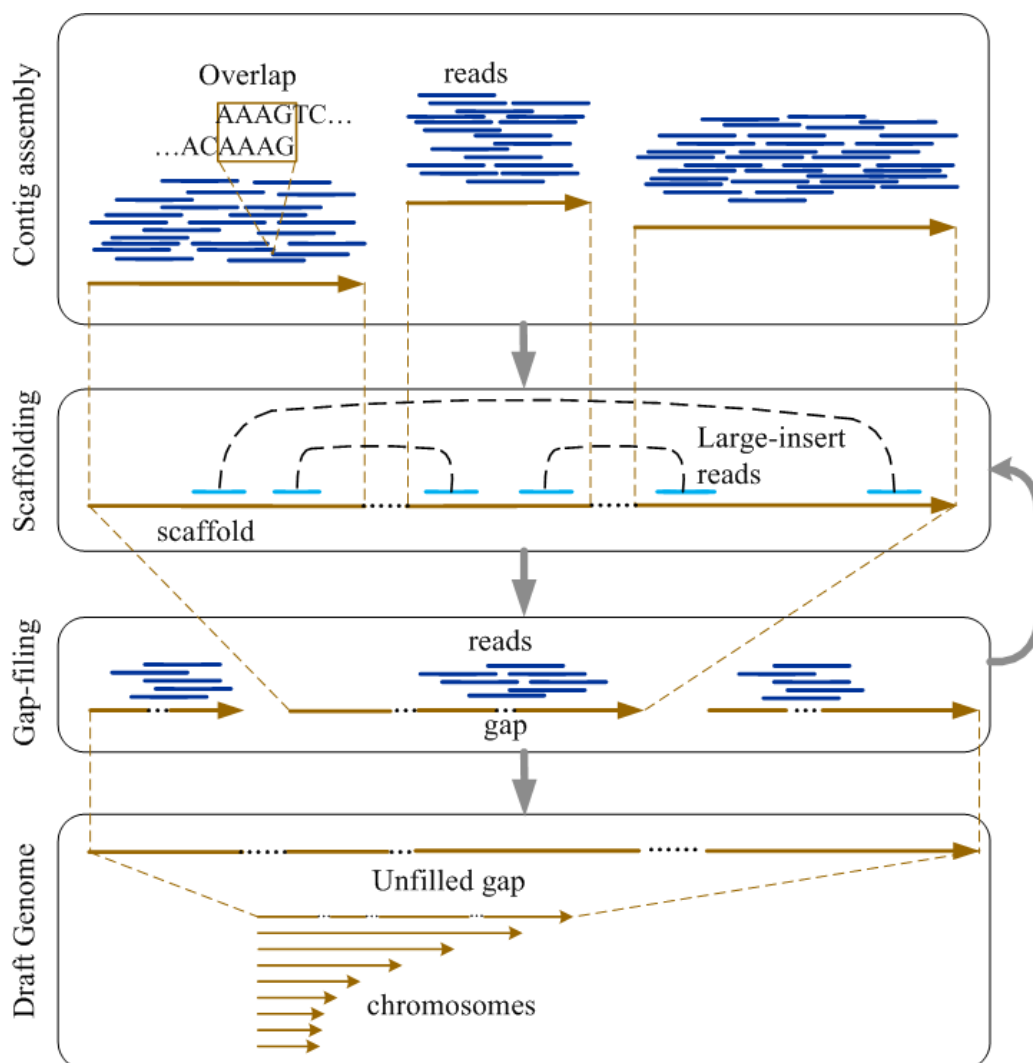 Contig assembly
Overlap
AAAGTC...
...ACAAAG
reads
Scaffolding
Large-insert
reads
scaffold
Gap-filing
reads
gap
Draft Genome
Unfilled gap
chromosomes